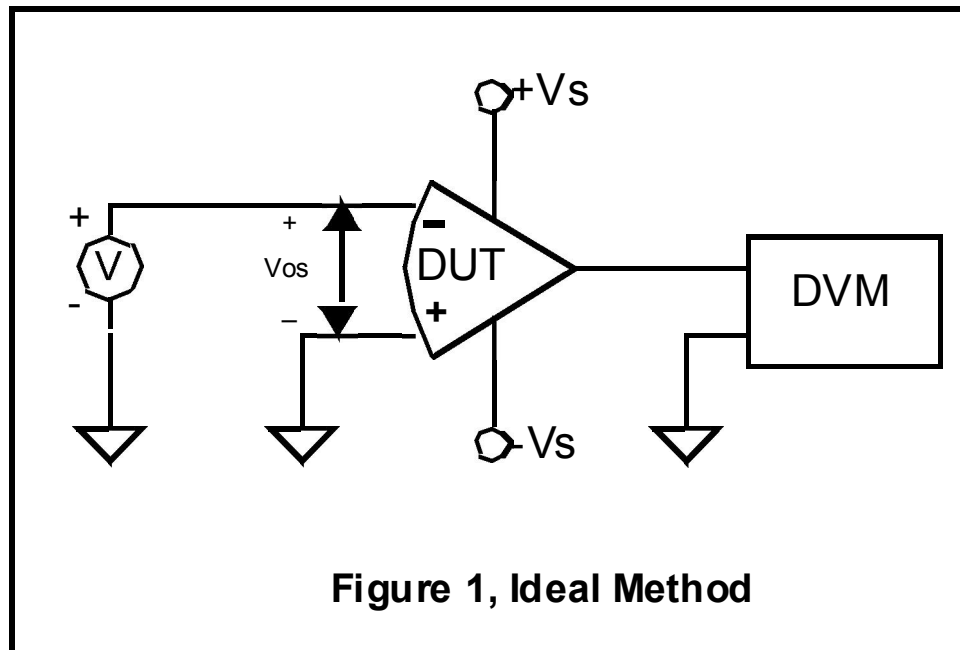 +Vs
+
+
-
V
Vos
DUT
DVM
-
–
+
-Vs
Figure 1, Ideal Method